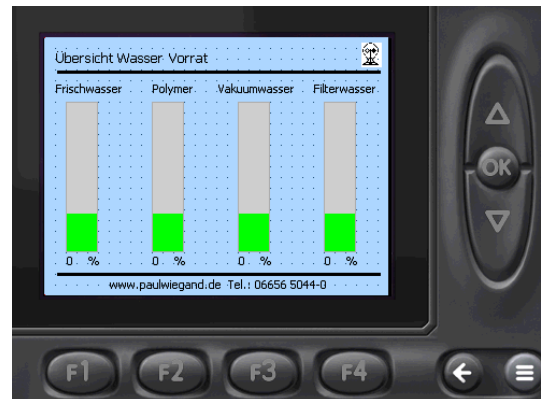 Übersicht Wasser Vorrat
Frischwasser Polymer Vakuumwasser Filterwasser
0 % 0 % 0 % 0 %
www.paulwiegand.de Tel.: 06656 5044-0
OK
F1 F2 F3 F4